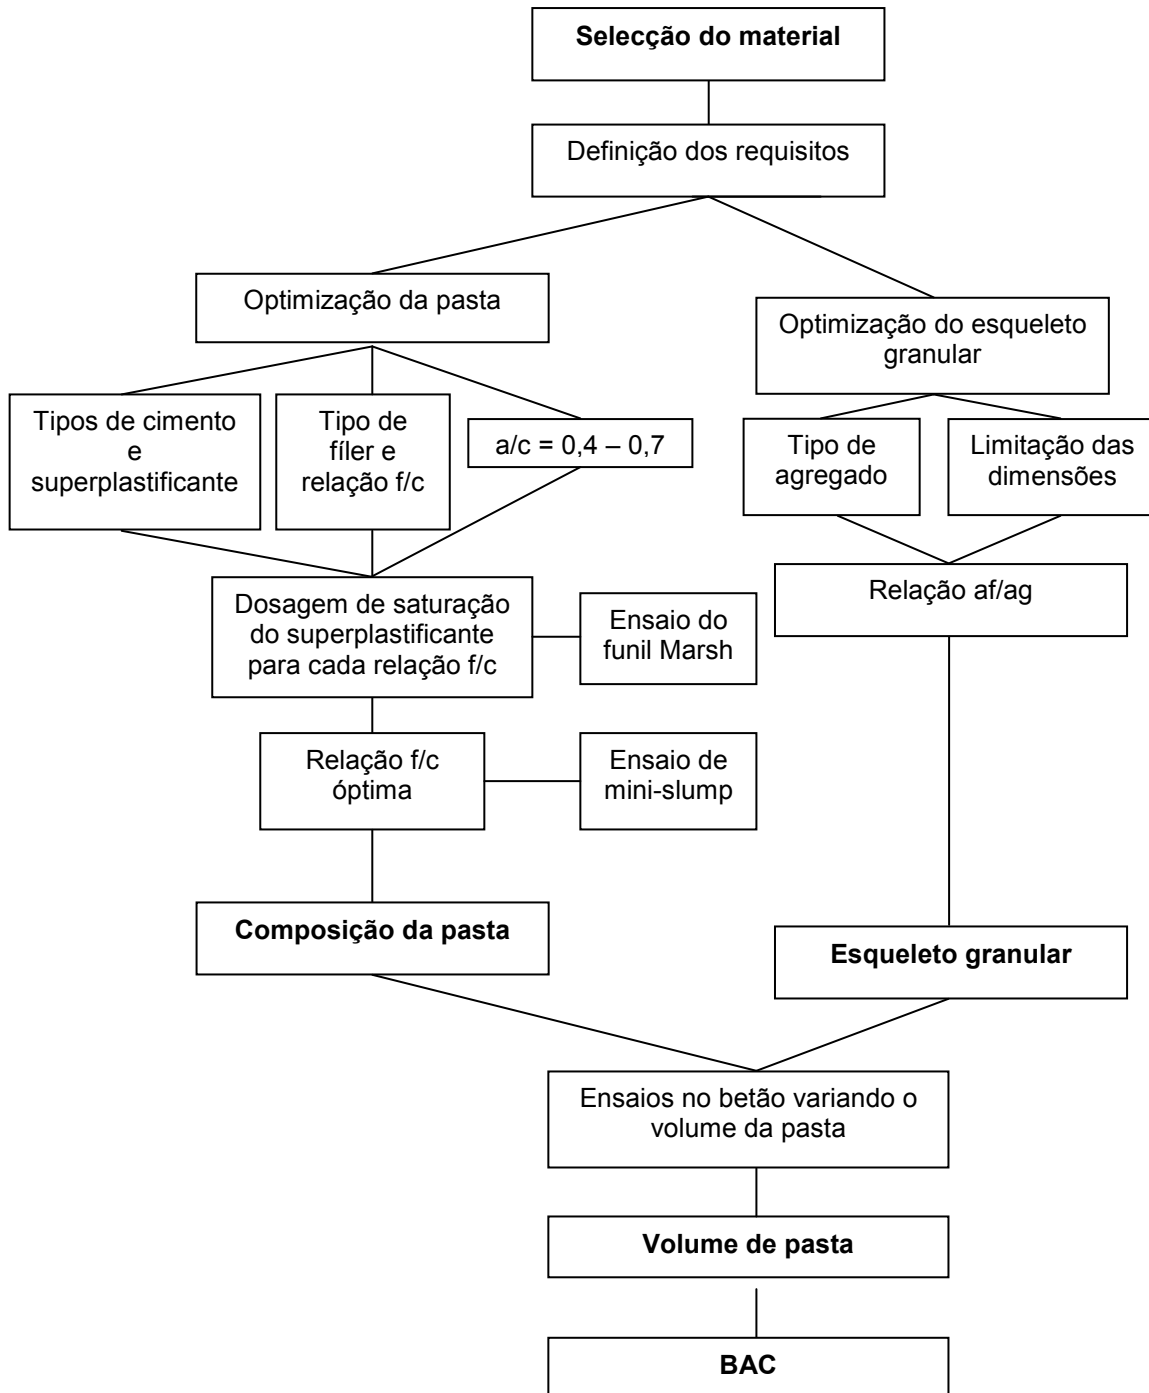 Selecção do material
Definição dos requisitos
Optimização da pasta
Optimização do esqueleto
granular
Tipos de cimento
e
superplastificante
Tipo de
fíler e
relação f/c
a/c = 0,4 – 0,7
Tipo de
agregado
Limitação das
dimensões
Dosagem de saturação
do superplastificante
para cada relação f/c
Ensaio do
funil Marsh
Relação af/ag
Relação f/c
óptima
Ensaio de
mini-slump
Composição da pasta
Esqueleto granular
Ensaios no betão variando o
volume da pasta
Volume de pasta
BAC